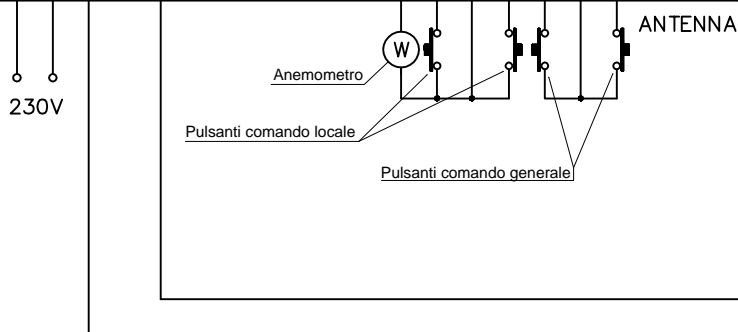 ANTENNA
W
Anemometro
230V
Pulsanti comando locale
Pulsanti comando generale